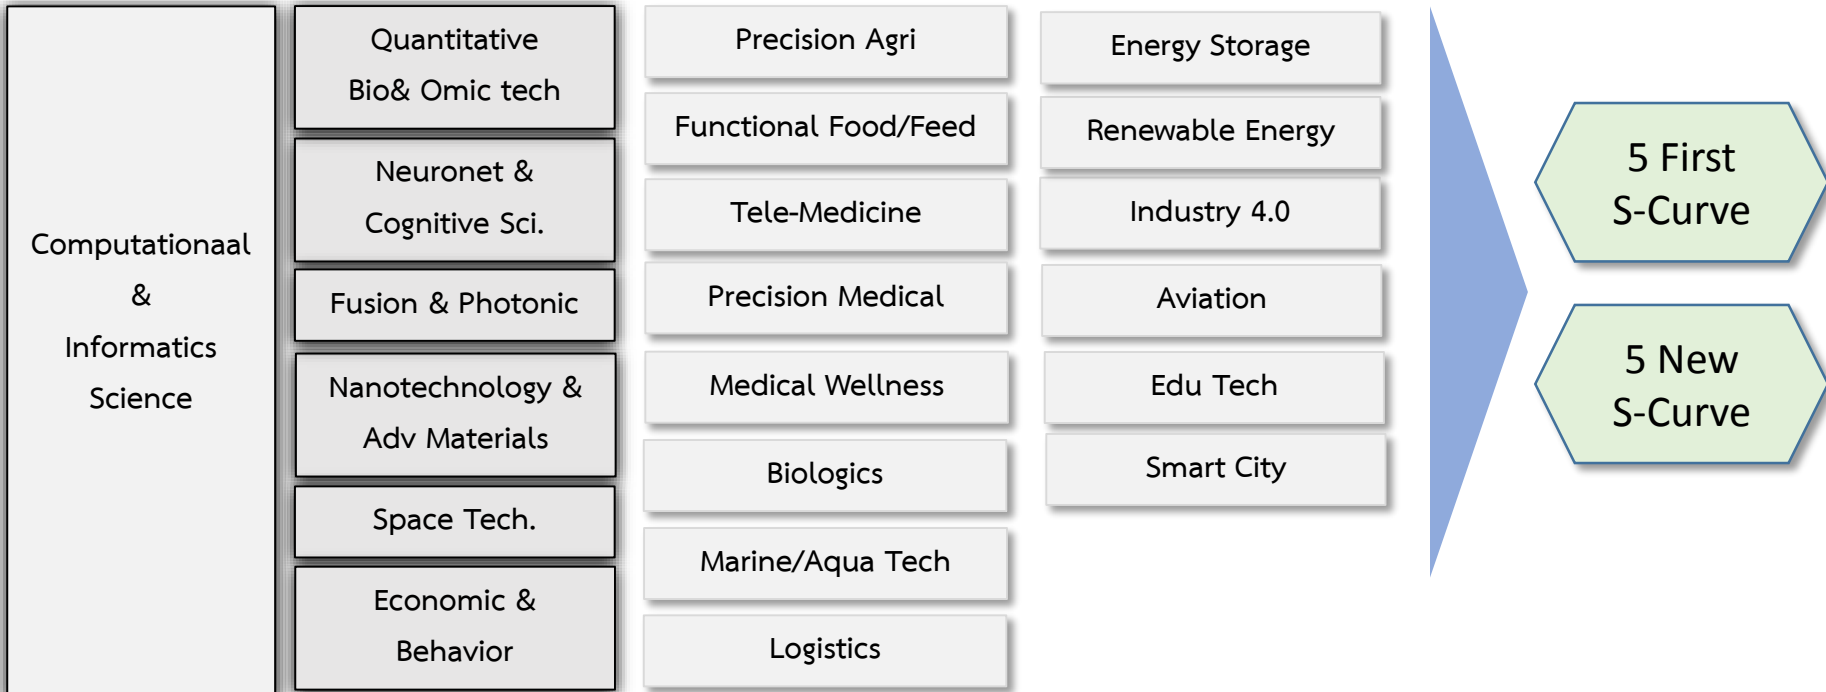 Computationaal
&
Informatics
Science
Quantitative
Bio& Omic tech
Neuronet &
Cognitive Sci.
Fusion & Photonic
Nanotechnology &
Adv Materials
Space Tech.
Economic &
Behavior
Precision Agri
Functional Food/Feed
Tele-Medicine
Precision Medical
Medical Wellness
Biologics
Marine/Aqua Tech
Logistics
Energy Storage
Renewable Energy
Industry 4.0
Aviation
Edu Tech
Smart City
5 First
S-Curve
5 New
S-Curve